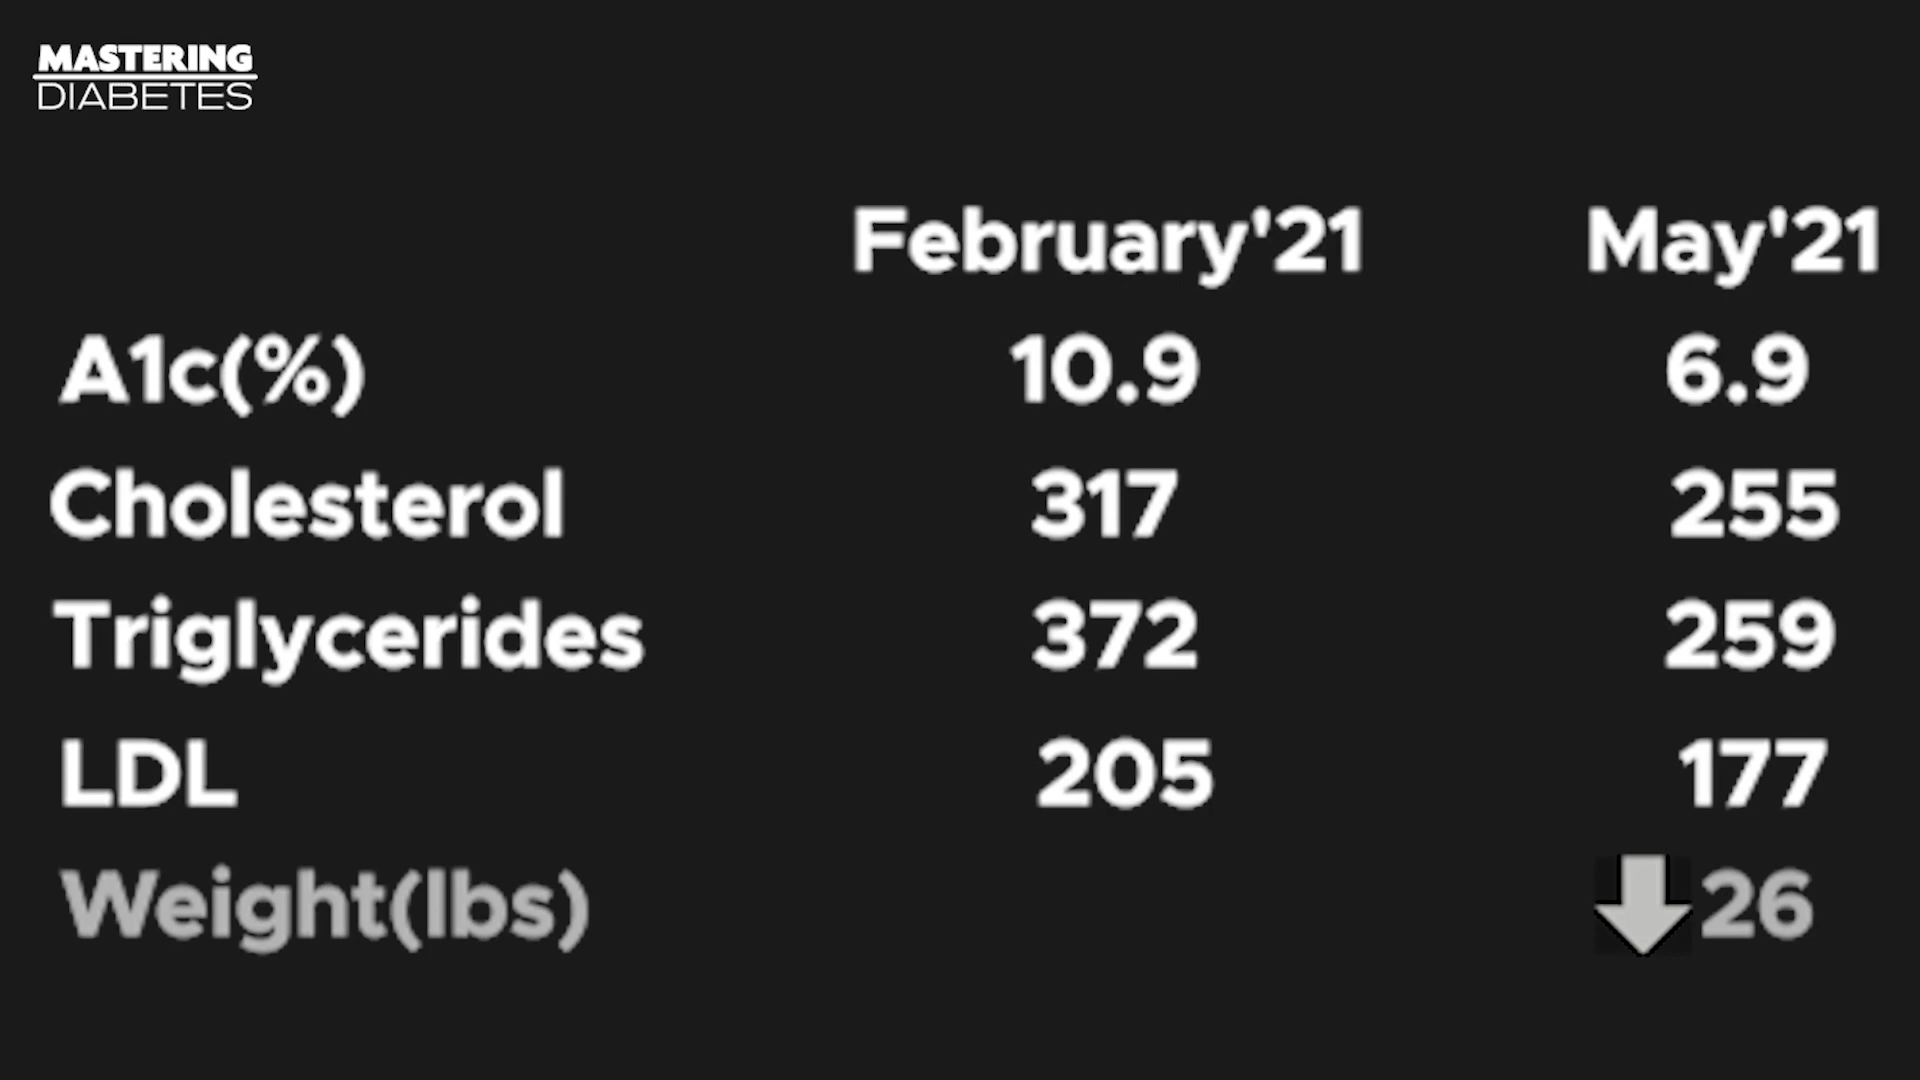 MASTERING
DIABETES
February'21 May'21
A1c(%) 10.9 6.9
Cholesterol 317 255
Triglycerides 372 259
LDL 205 177
Weight(lbs) 26